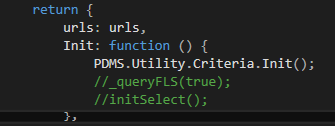 return {
urls: urls,
Init: function () {
PDMS.Utility.Criteria.Init();
//_queryFLS(true);
//initSelect();
},